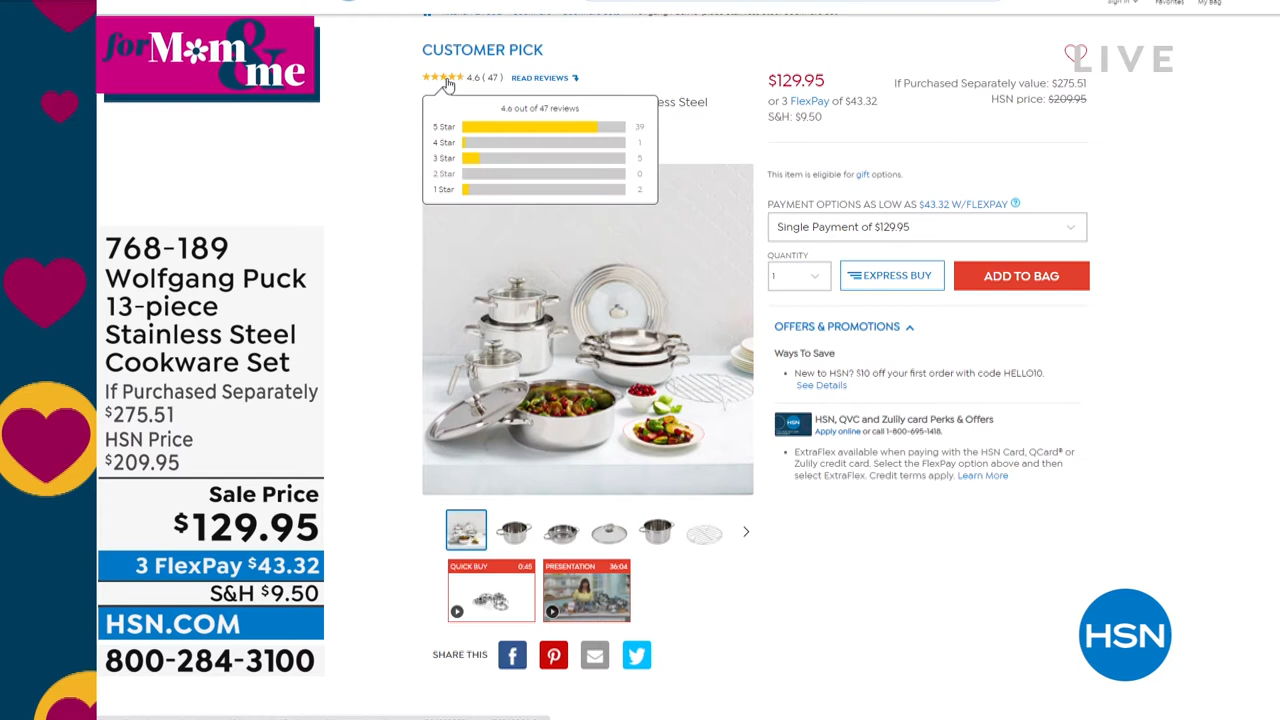 for Mom
&
me
768-189
Wolfgang Puck
13-piece
Stainless Steel
Cookware Set
If Purchased Separately
$275.51
HSN Price
$209.95
Sale Price
$129.95
3 FlexPay $43.32
S&H $9.50
HSN.COM
800-284-3100
Sign In
Favorites
My Bag
CUSTOMER PICK
4.6 (47) READ REVIEWS
ess Steel
4.6 out of 47 reviews
5 Star 39
4 Star 1
3 Star 5
2 Star 0
1 Star 2
QUICK BUY 0:45
PRESENTATION 36:04
SHARE THIS
LIVE
$129.95
or 3 FlexPay of $43.32
S&H: $9.50
If Purchased Separately value: $275.51
HSN price: $209.95
This item is eligible for gift options.
PAYMENT OPTIONS AS LOW AS $43.32 W/FLEXPAY ?
Single Payment of $129.95
QUANTITY
1
EXPRESS BUY
ADD TO BAG
OFFERS & PROMOTIONS
Ways To Save
• New to HSN? $10 off your first order with code HELLO10.
See Details
HSN
HSN, QVC and Zulily card Perks & Offers
Apply online or call 1-800-695-1418.
• ExtraFlex available when paying with the HSN Card, QCard® or
Zulily credit card. Select the FlexPay option above and then
select ExtraFlex. Credit terms apply. Learn More
HSN